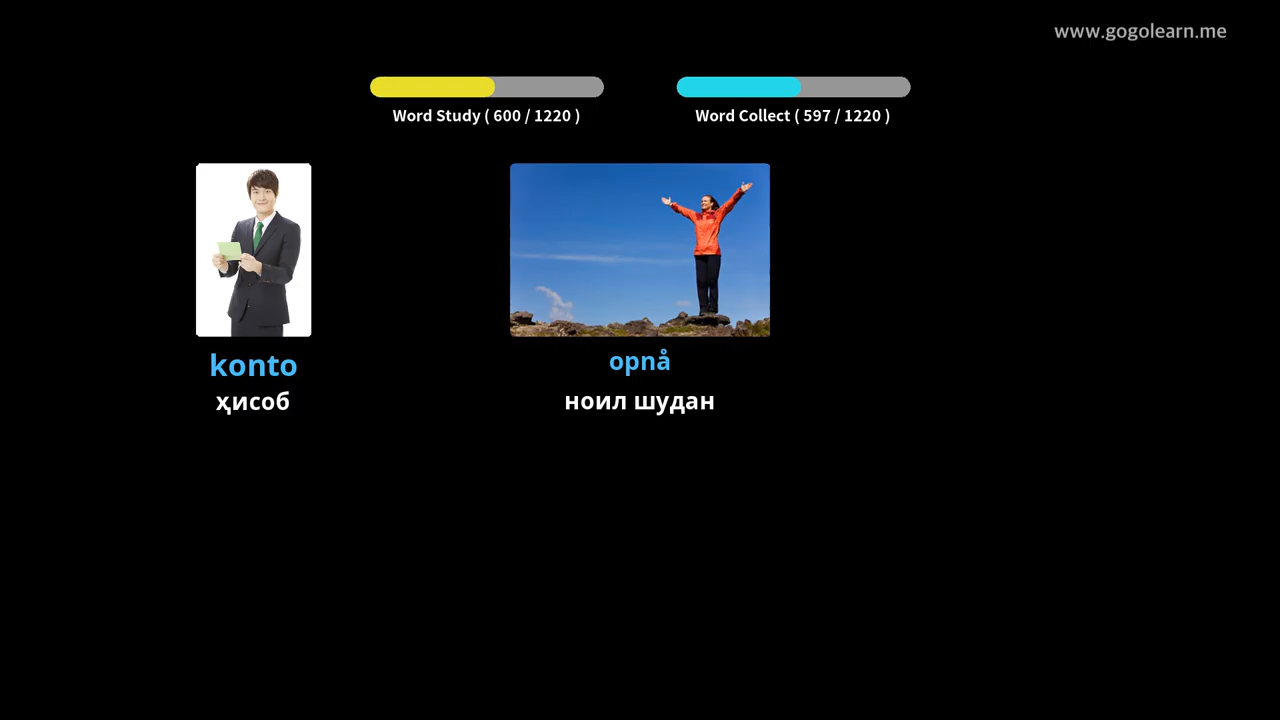 www.gogolearn.me
Word Study ( 600 / 1220 )
Word Collect ( 597 / 1220 )
konto
ҳисоб
opnå
ноил шудан